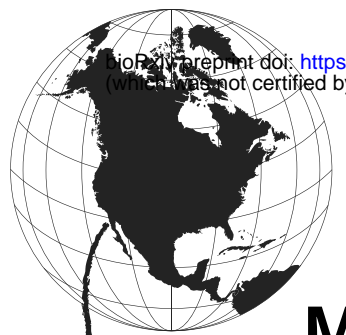 bioRxiv preprint doi: https
(which was not certified by
M